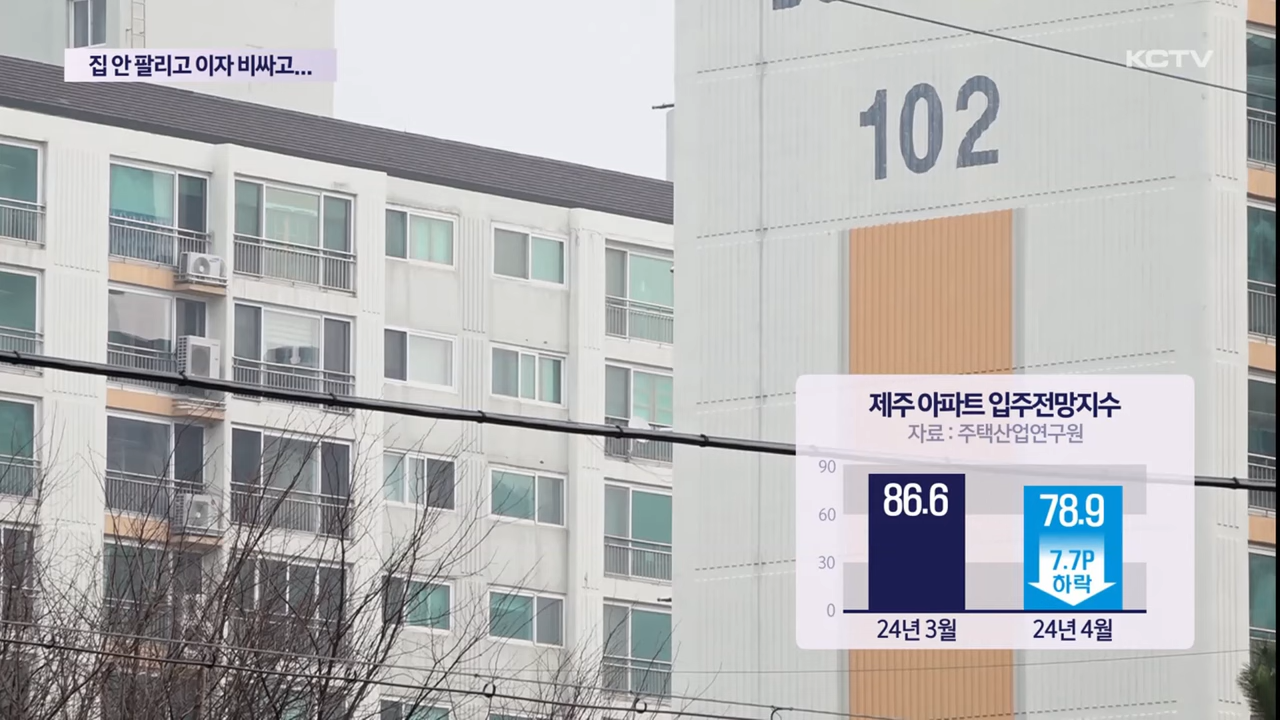 집 안 팔리고 이자 비싸고...
KCTV
102
제주 아파트 입주전망지수
자료 : 주택산업연구원
90
60
30
0
86.6
78.9
7.7P
하락
24년 3월
24년 4월